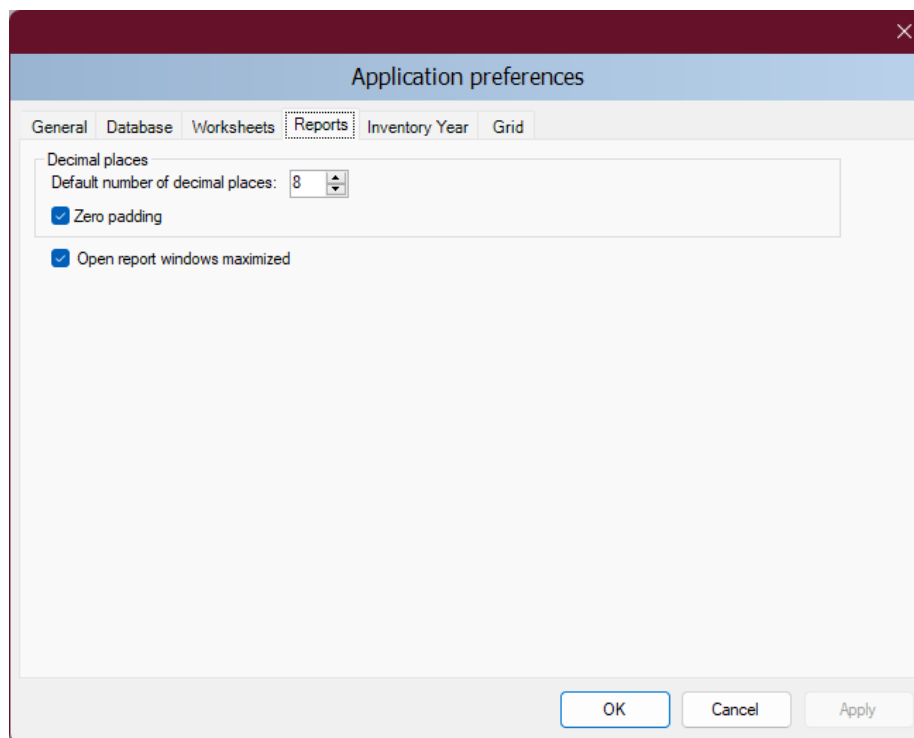 Application preferences
General Database Worksheets Reports Inventory Year Grid
Decimal places
Default number of decimal places: 8
Zero padding
Open report windows maximized
OK Cancel Apply